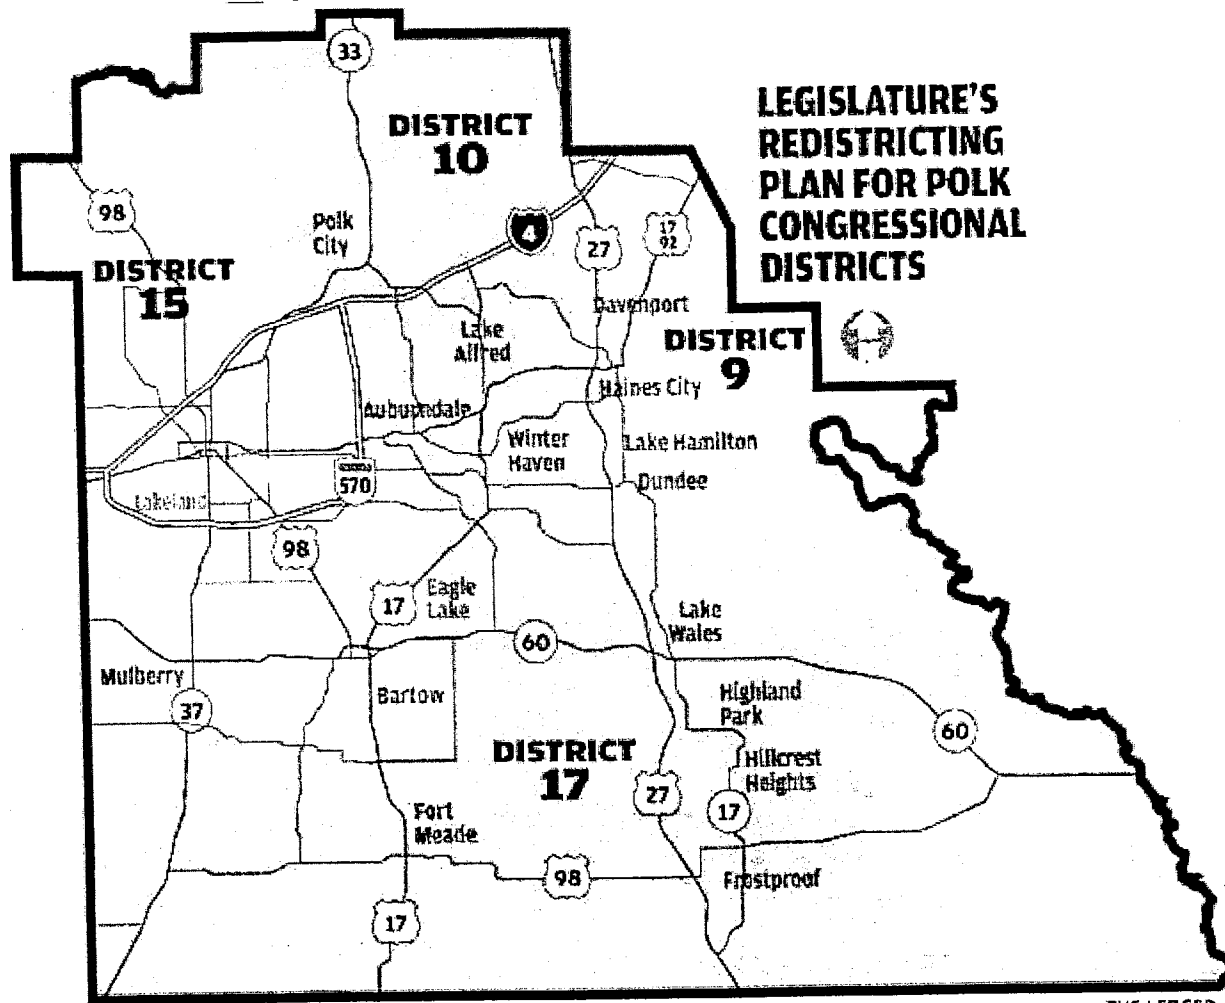 33
LEGISLATURE'S
REDISTRICTING
PLAN FOR POLK
CONGRESSIONAL
DISTRICTS
DISTRICT
10
98
Polk
City
4
27
17
92
DISTRICT
15
Davenport
Lake
Alfred
DISTRICT
9
Haines City
Auburndale
Winter
Haven
Lake Hamilton
Dundee
570
Lakeland
98
17
Eagle
Lake
Lake
Wales
60
Mulberry
Bartow
37
Highland
Park
60
DISTRICT
17
Hillcrest
Heights
27
17
Fort
Meade
98
Frostproof
17